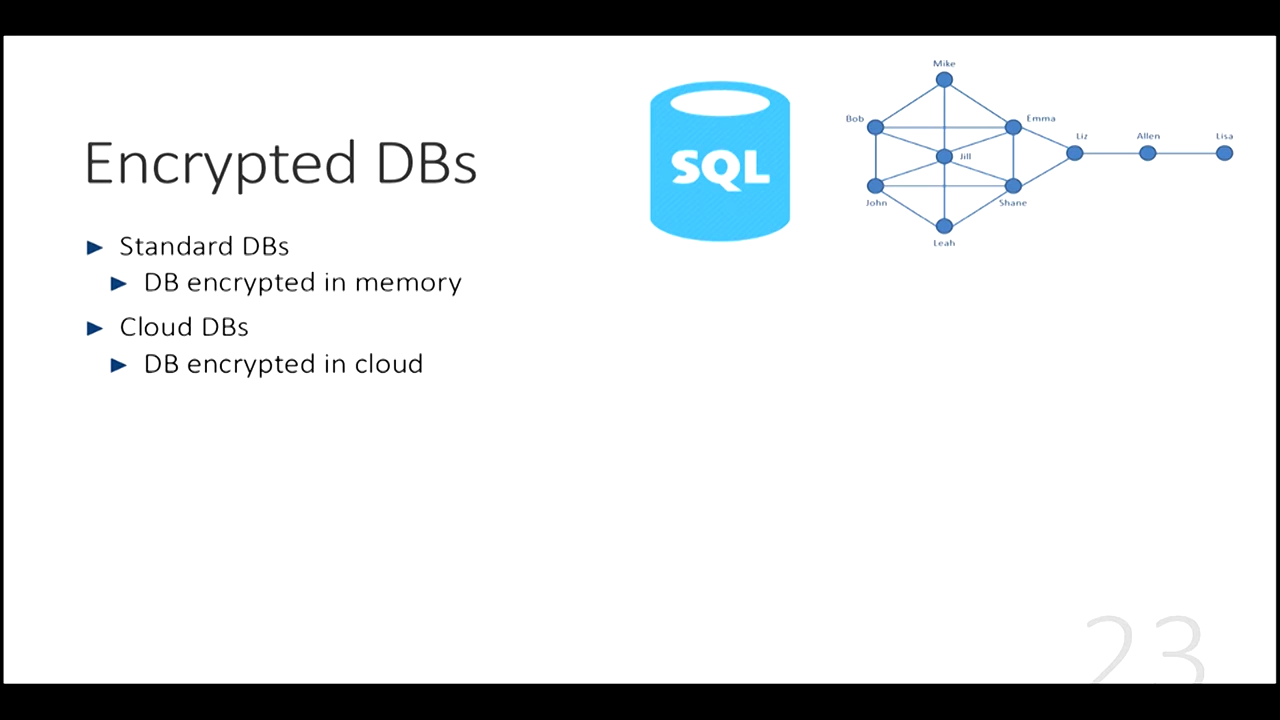 Encrypted DBs
Standard DBs
DB encrypted in memory
Cloud DBs
DB encrypted in cloud
SQL
Mike
Bob
Emma
Liz
Allen
Lisa
Jill
John
Shane
Leah
23